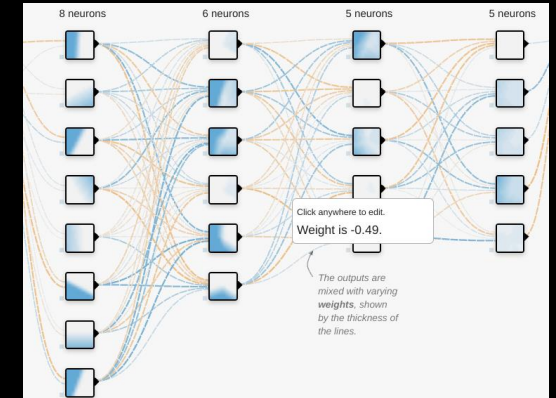 8 neurons
6 neurons
5 neurons
5 neurons
Click anywhere to edit.
Weight is -0.49.
The outputs are
mixed with varying
weights, shown
by the thickness of
the lines.